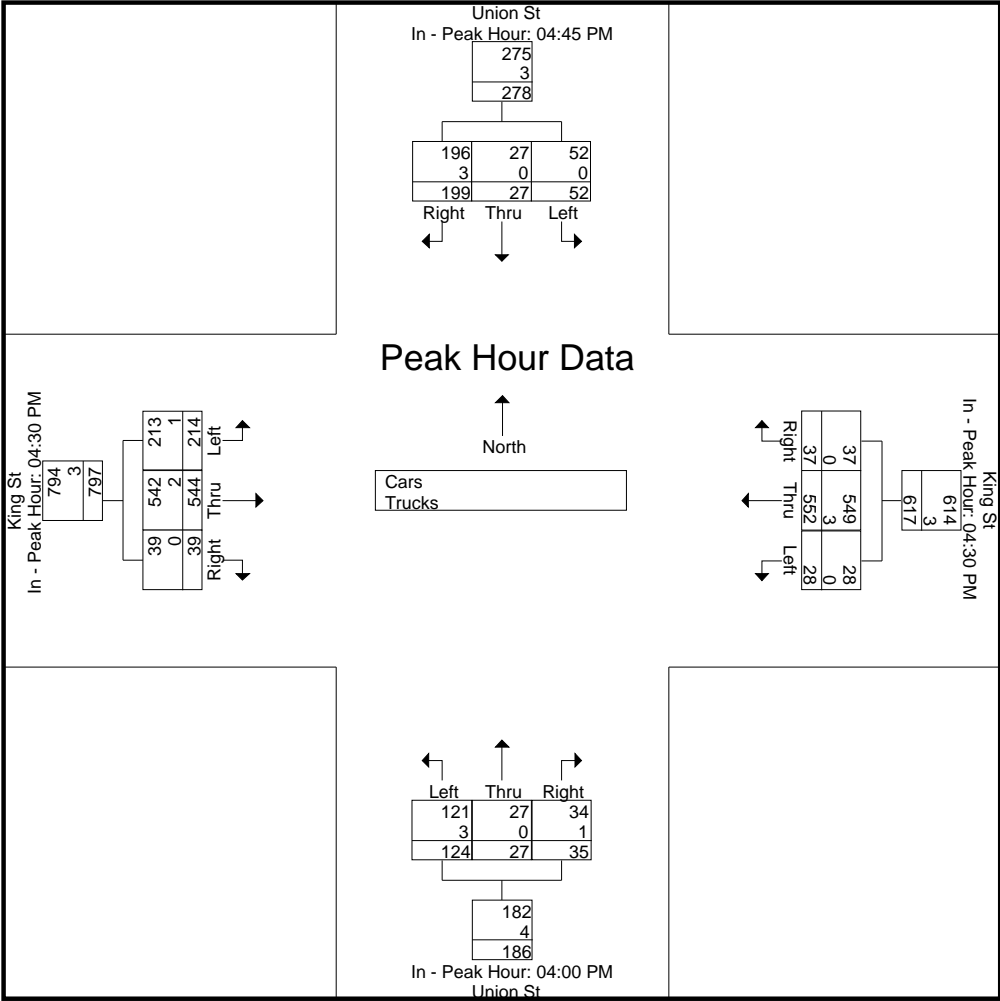 Union St
In - Peak Hour: 04:45 PM
275
3
278
196 27 52
3 0 0
199 27 52
Right Thru Left
Peak Hour Data
North
Cars
Trucks
King St
In - Peak Hour: 04:30 PM
794
3
797
213 1 214
Left
542 2 544
Thru
39 0 39
Right
Right
37 0 37
Thru
552 3 549
Left
28 0 28
614
3
617
King St
In - Peak Hour: 04:30 PM
Left Thru Right
121 27 34
3 0 1
124 27 35
182
4
186
In - Peak Hour: 04:00 PM
Union St